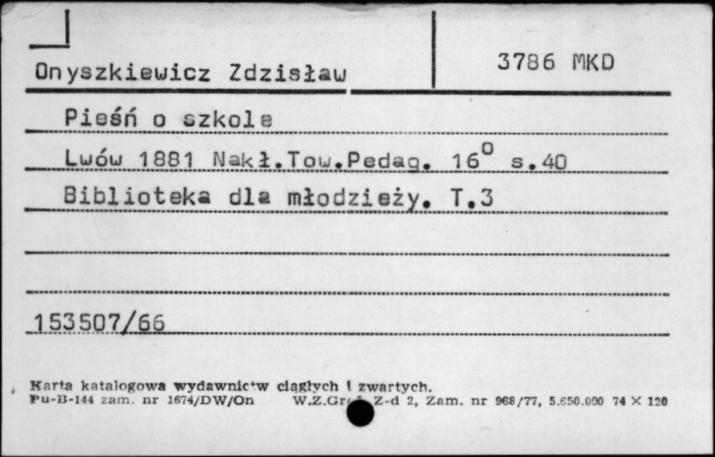 Onyszkiewicz Zdzisław 3786 MKD
Pieśń o szkole
Lwów 1881 Nakł.Tow.Pedag. 16° s.40
Biblioteka dla młodzieży. T.3
153507/66
Karta katalogowa wydawnictw ciągłych i zwartych.
Pu-B-144 zam. nr 1674/DW/On W.Z.Graf. Z-d 2, Zam. nr 968/77, 5.650.000 74 × 120